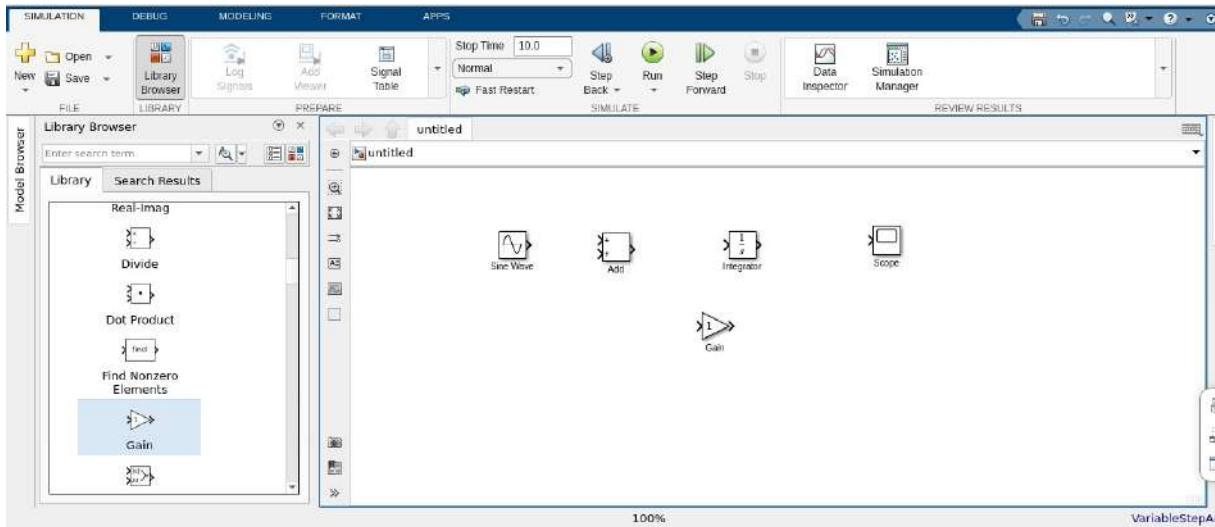 SIMULATION DEBUG MODELING FORMAT APPS
New
Open
Save
FILE
Library
Browser
LIBRARY
Log
Signals
Add
Viewer
Signal
Table
PREPARE
Stop Time 10.0
Normal
Fast Restart
Step
Back
Run
Step
Forward
Stop
SIMULATE
Data
Inspector
Simulation
Manager
REVIEW RESULTS
Model Browser
Library Browser
Enter search term
Library Search Results
Real-Imag
Divide
Dot Product
find
Find Nonzero
Elements
1
Gain
untitled
untitled
Sine Wave
+
+
Add
1
s
Integrator
Scope
1
Gain
100%
VariableStepA